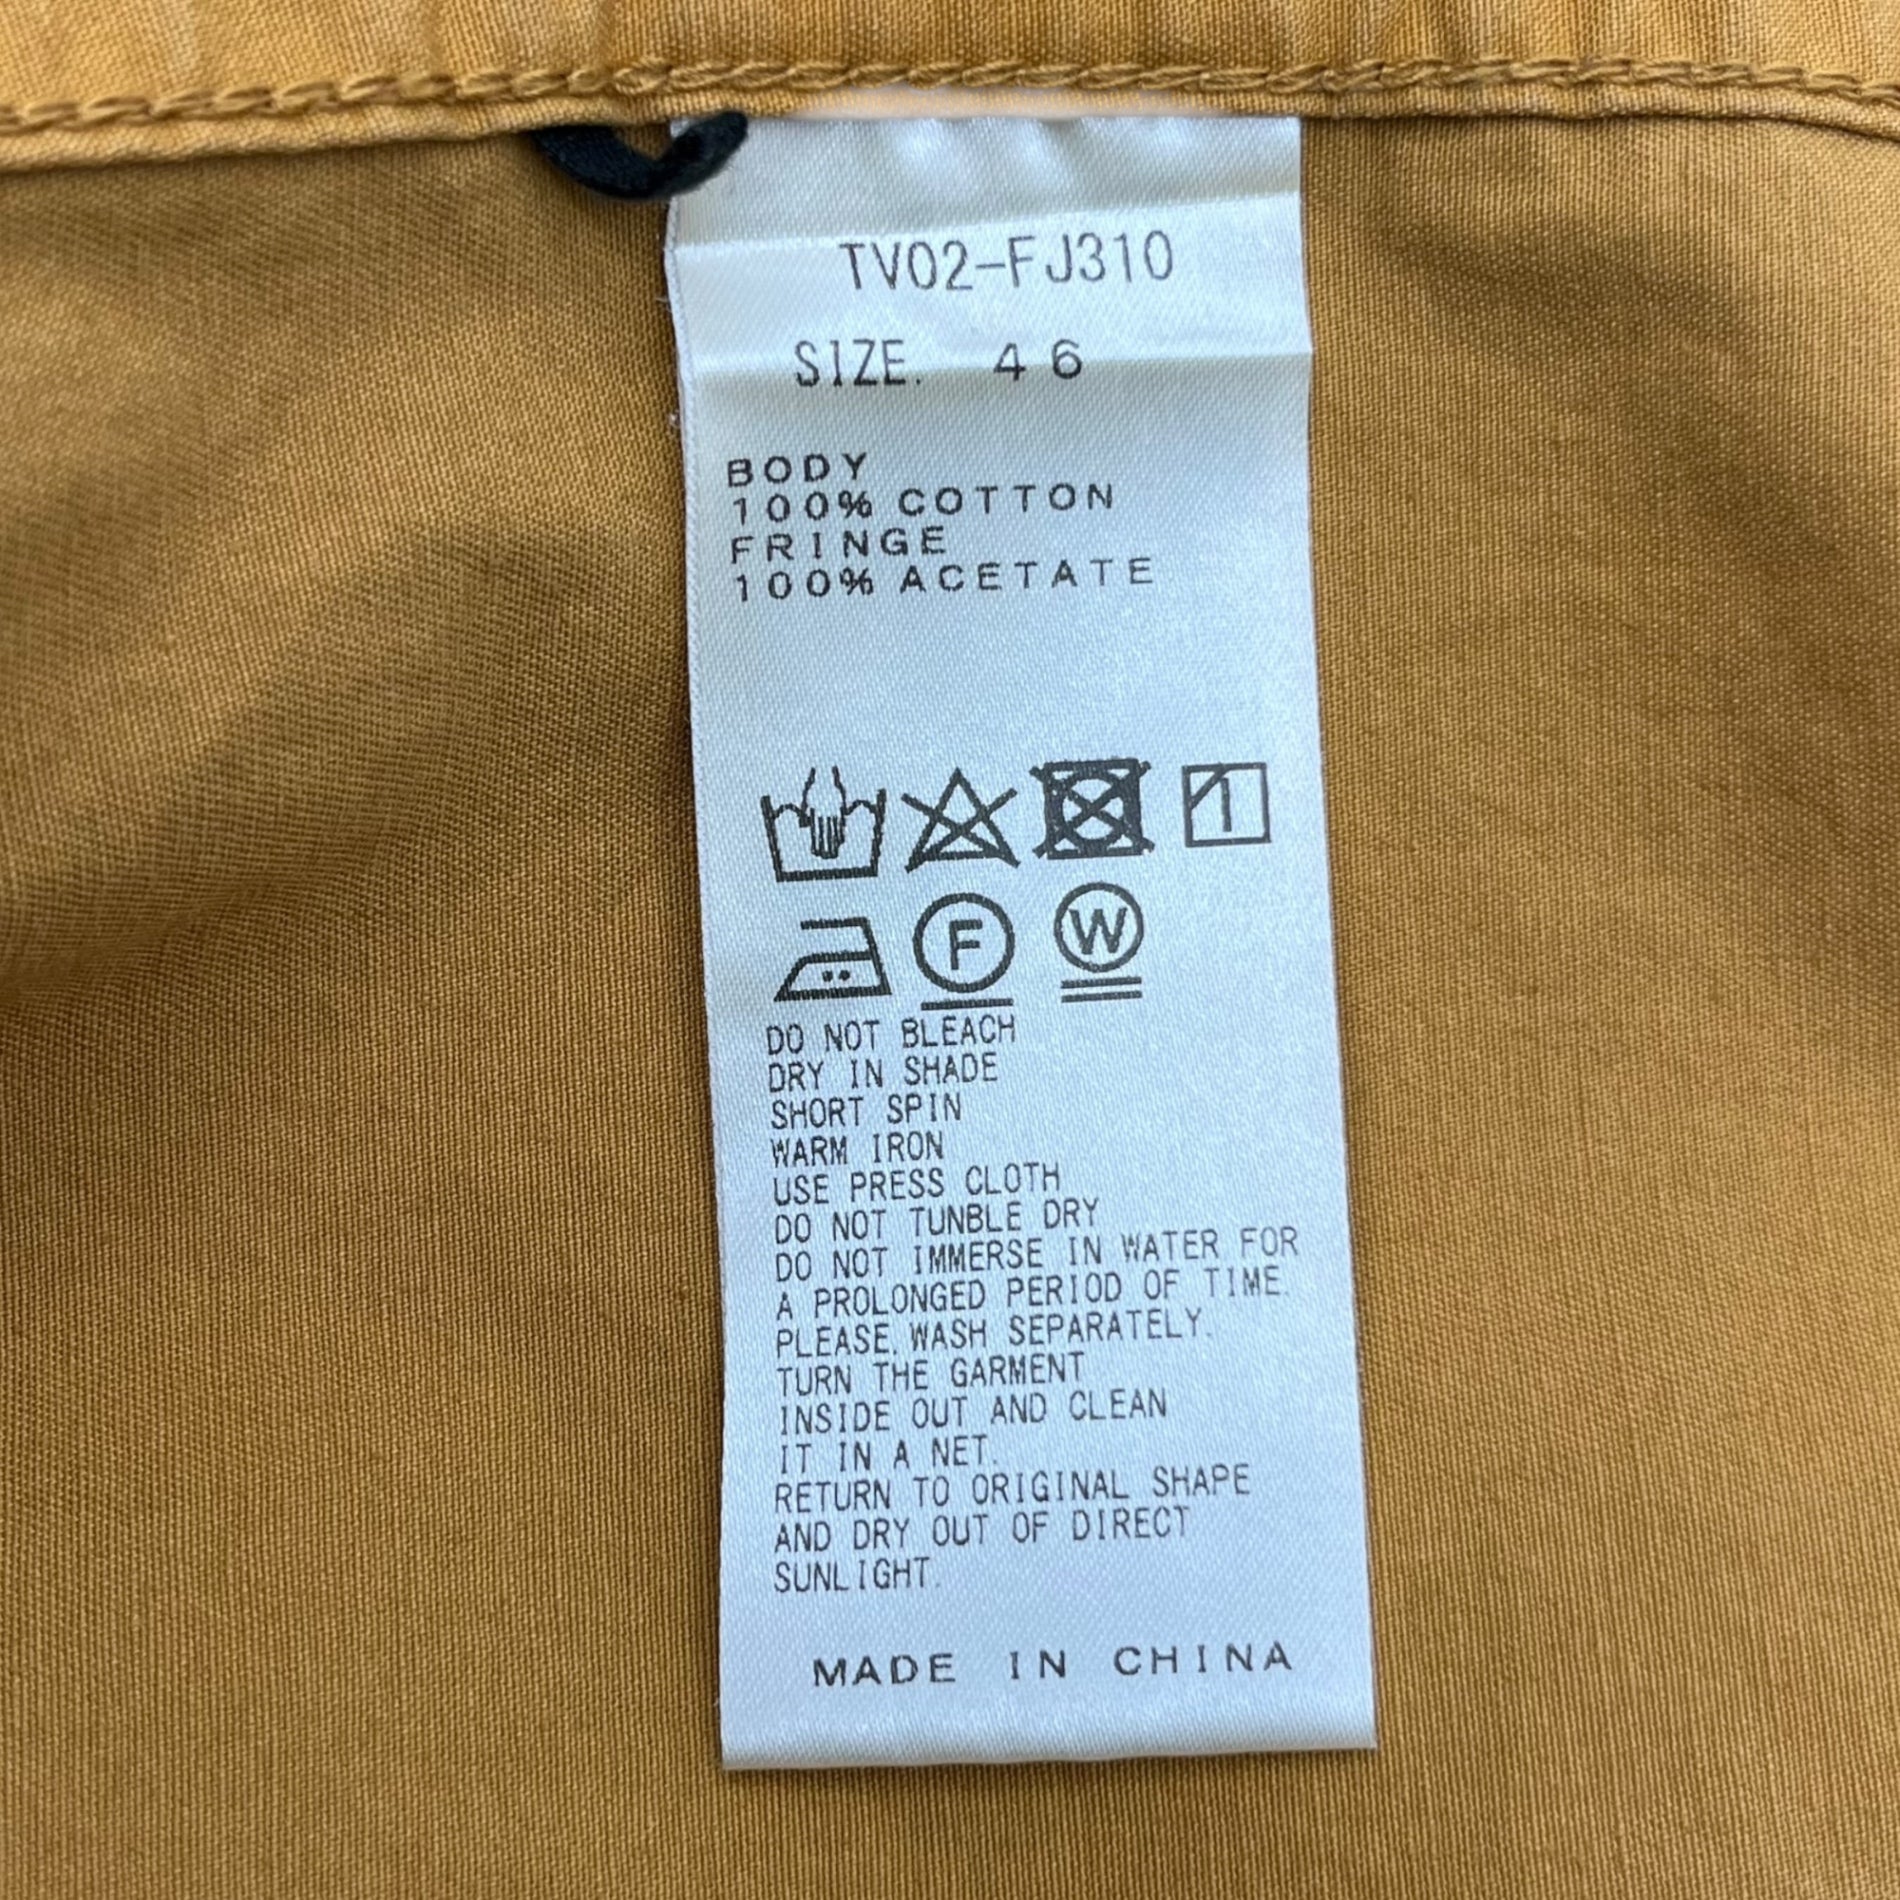 TV02-FJ310
SIZE. 46
BODY
100% COTTON
FRINGE
100% ACETATE
1
F W
DO NOT BLEACH
DRY IN SHADE
SHORT SPIN
WARM IRON
USE PRESS CLOTH
DO NOT TUNBLE DRY
DO NOT IMMERSE IN WATER FOR
A PROLONGED PERIOD OF TIME.
PLEASE. WASH SEPARATELY.
TURN THE GARMENT
INSIDE OUT AND CLEAN
IT IN A NET.
RETURN TO ORIGINAL SHAPE
AND DRY OUT OF DIRECT
SUNLIGHT.
MADE IN CHINA